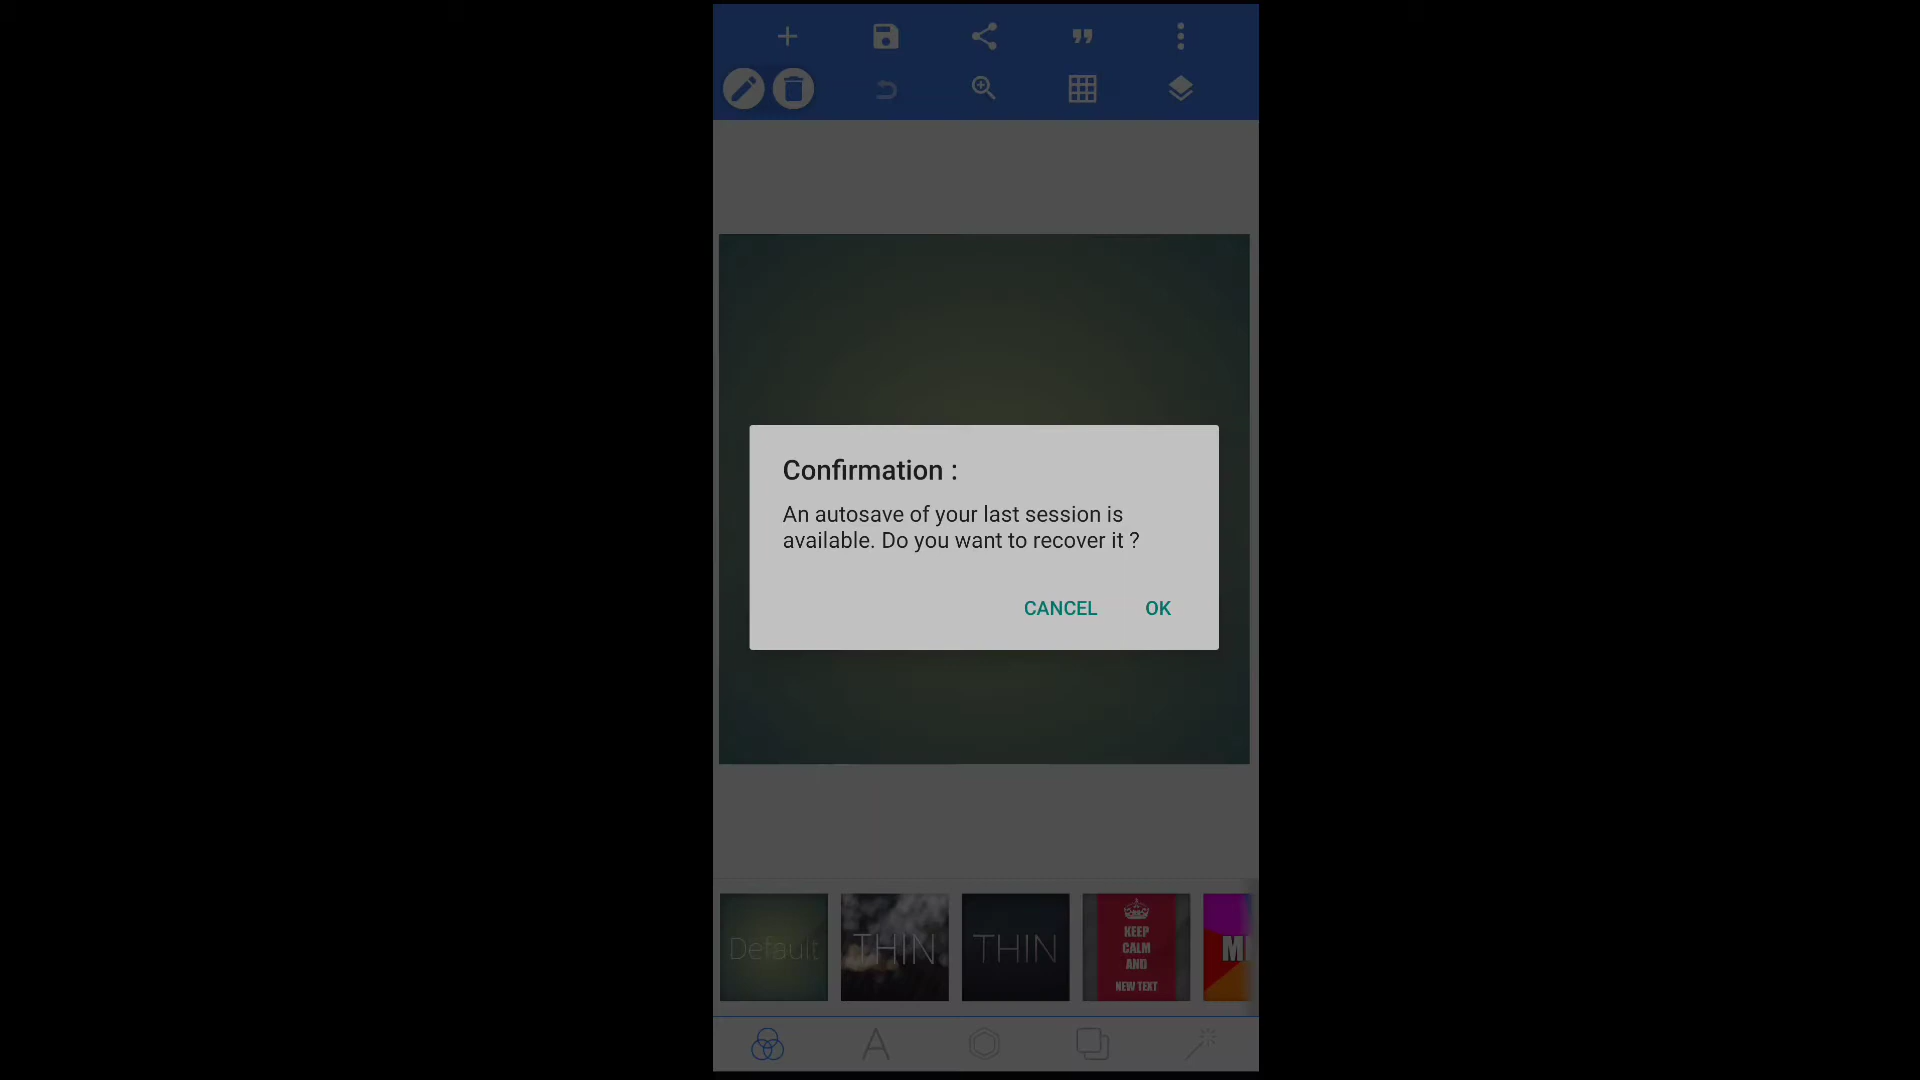 Confirmation :
An autosave of your last session is
available. Do you want to recover it ?
CANCEL OK
Default
THIN
THIN
KEEP
CALM
AND
NEW TEXT